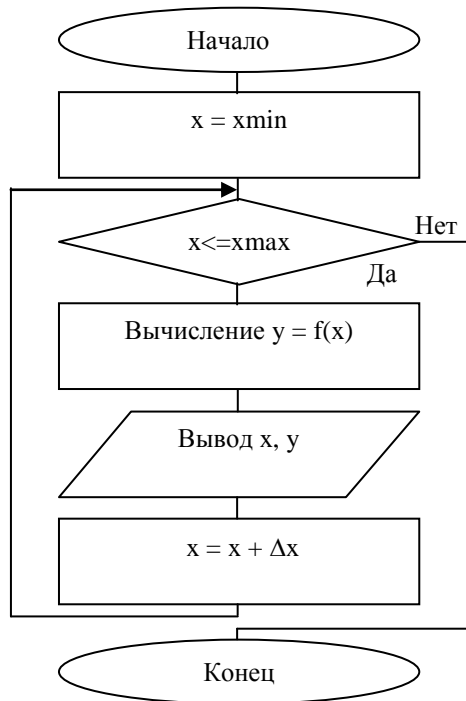 Начало
x = xmin
x<=xmax
Нет
Да
Вычисление y = f(x)
Вывод x, y
x = x + Δx
Конец